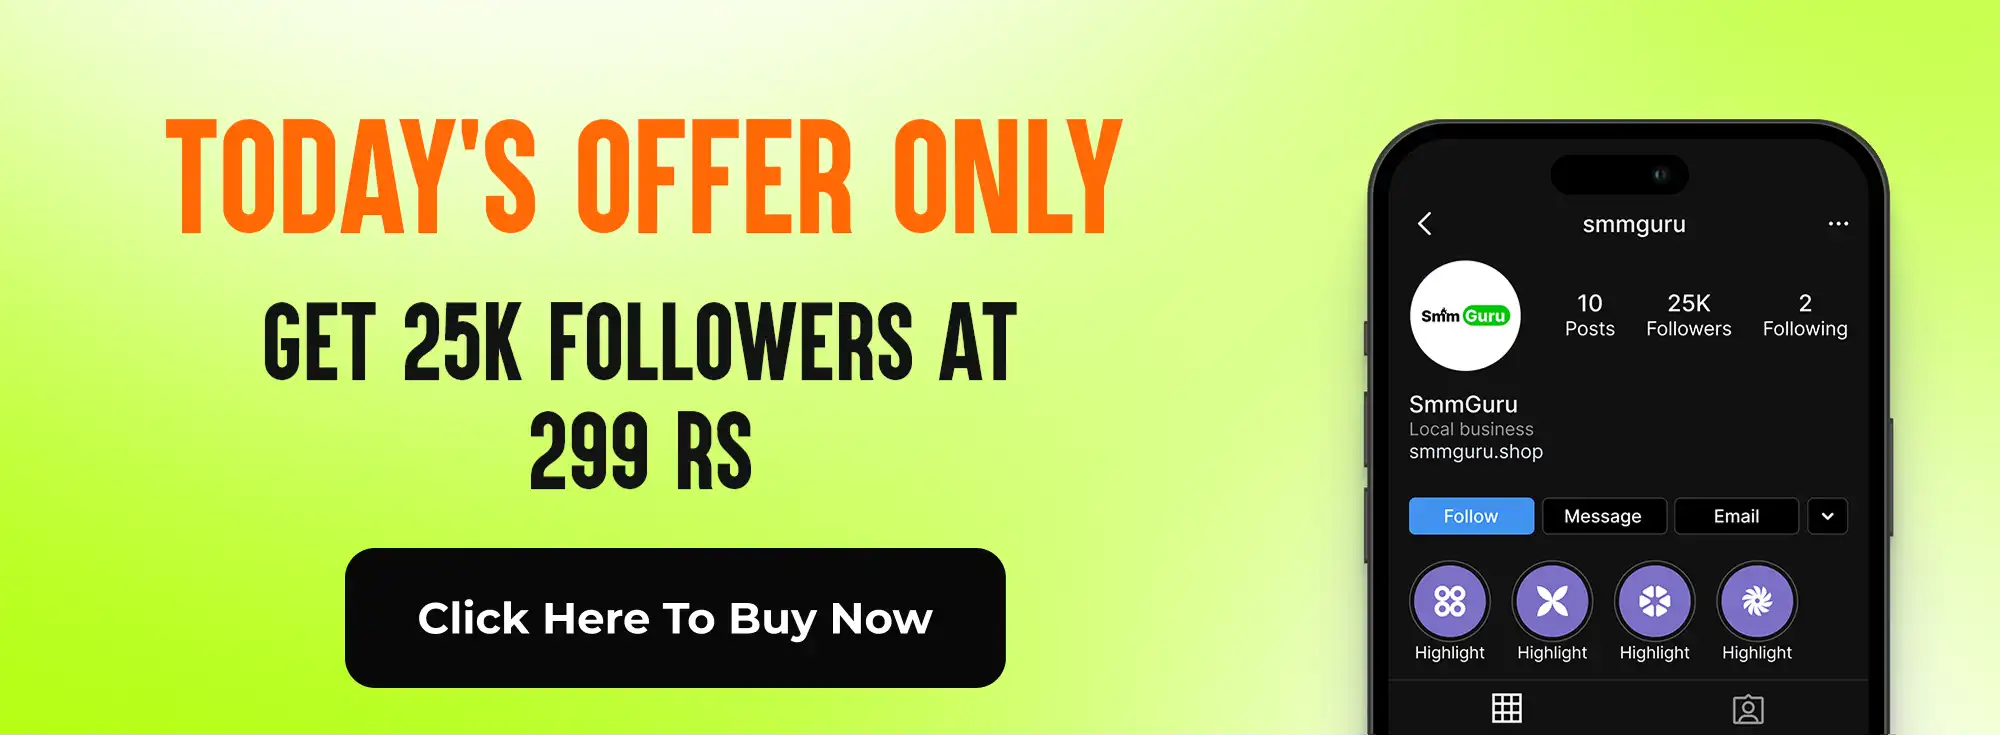 TODAY'S OFFER ONLY
GET 25K FOLLOWERS AT
299 RS
Click Here To Buy Now
smmguru
Smm Guru
10
Posts
25K
Followers
2
Following
SmmGuru
Local business
smmguru.shop
Follow
Message
Email
Highlight
Highlight
Highlight
Highlight